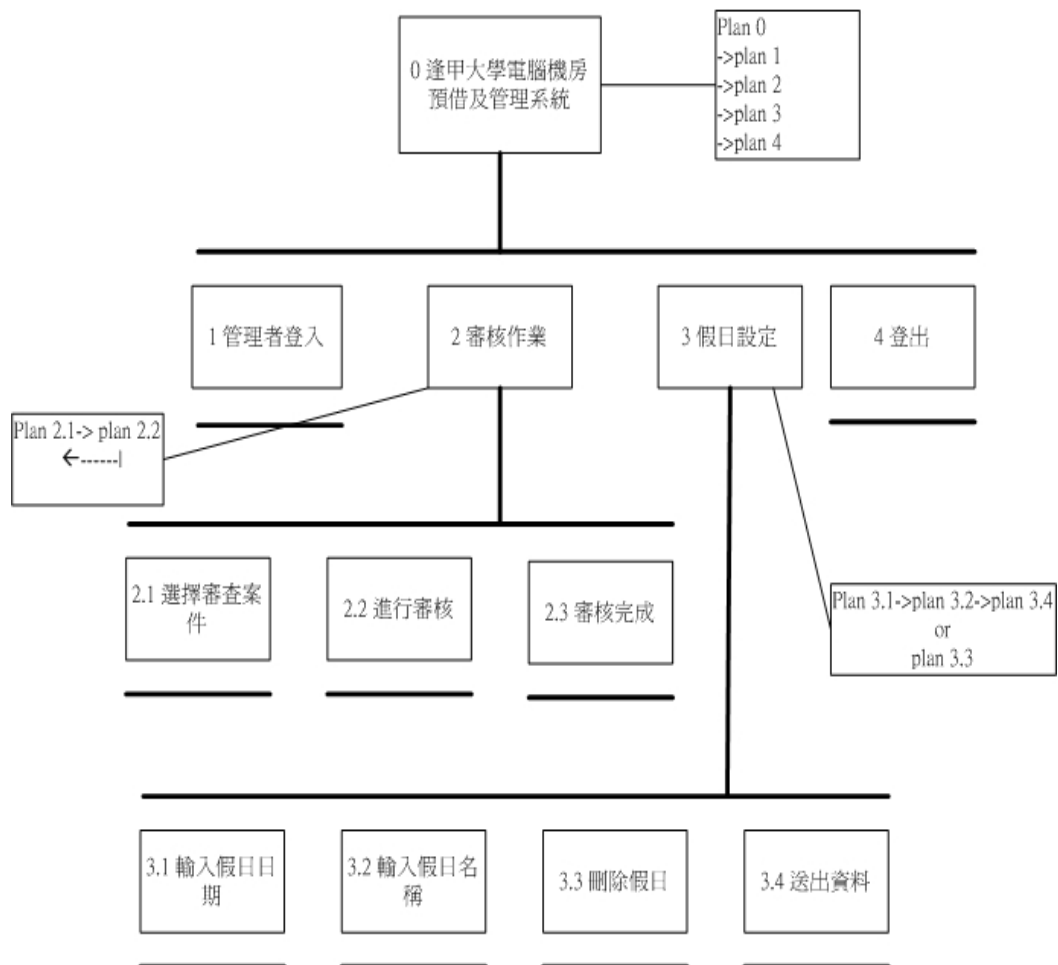 0 逢甲大學電腦機房
預借及管理系統
Plan 0
->plan 1
->plan 2
->plan 3
->plan 4
1 管理者登入
2 審核作業
3 假日設定
4 登出
Plan 2.1-> plan 2.2
←------|
2.1 選擇審查案
件
2.2 進行審核
2.3 審核完成
Plan 3.1->plan 3.2->plan 3.4
or
plan 3.3
3.1 輸入假日日
期
3.2 輸入假日名
稱
3.3 刪除假日
3.4 送出資料